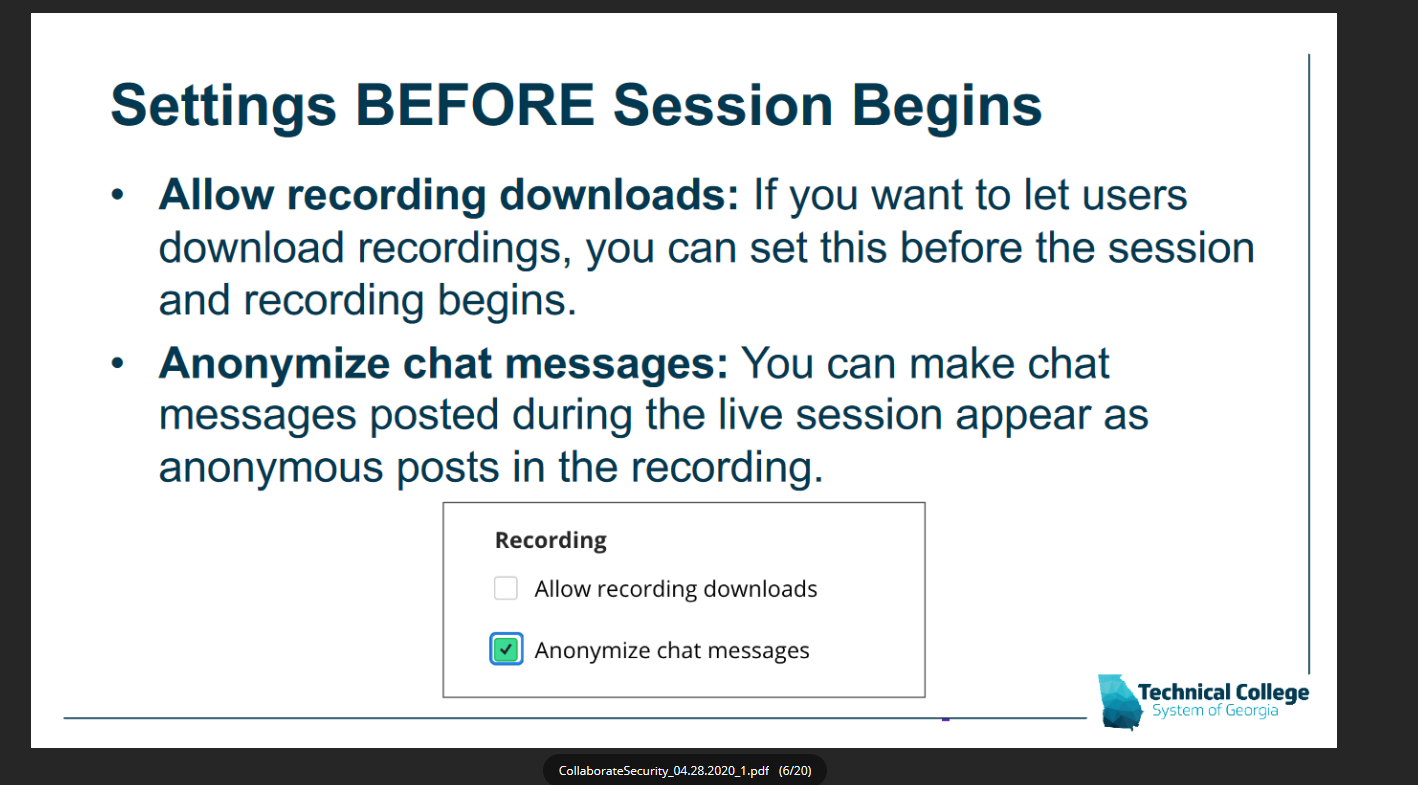 Settings BEFORE Session Begins
• Allow recording downloads: If you want to let users
download recordings, you can set this before the session
and recording begins.
• Anonymize chat messages: You can make chat
messages posted during the live session appear as
anonymous posts in the recording.
Recording
Allow recording downloads
Anonymize chat messages
Technical College
System of Georgia
CollaborateSecurity_04.28.2020_1.pdf (6/20)